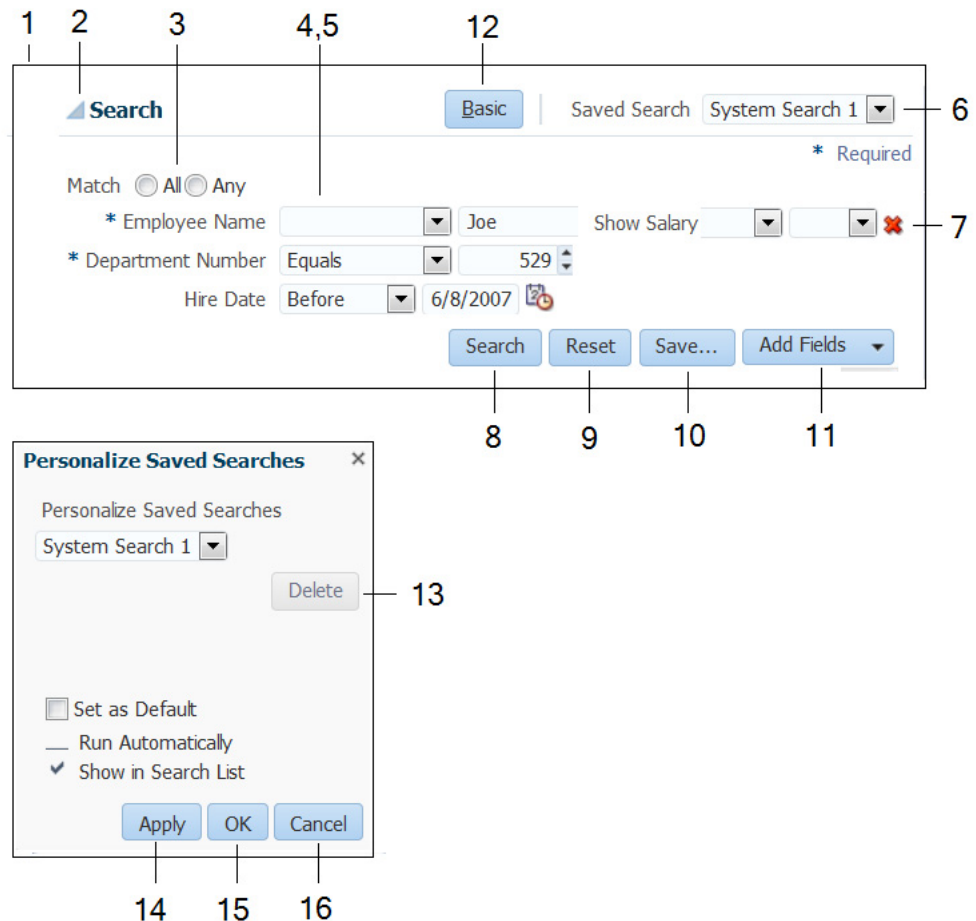 1 2 3 4,5 12
Search Basic Saved Search System Search 1 6
* Required
Match All Any
* Employee Name Joe Show Salary 7
* Department Number Equals 529
Hire Date Before 6/8/2007
Search Reset Save... Add Fields
8 9 10 11
Personalize Saved Searches ×
Personalize Saved Searches
System Search 1
Delete 13
Set as Default
Run Automatically
Show in Search List
Apply OK Cancel
14 15 16